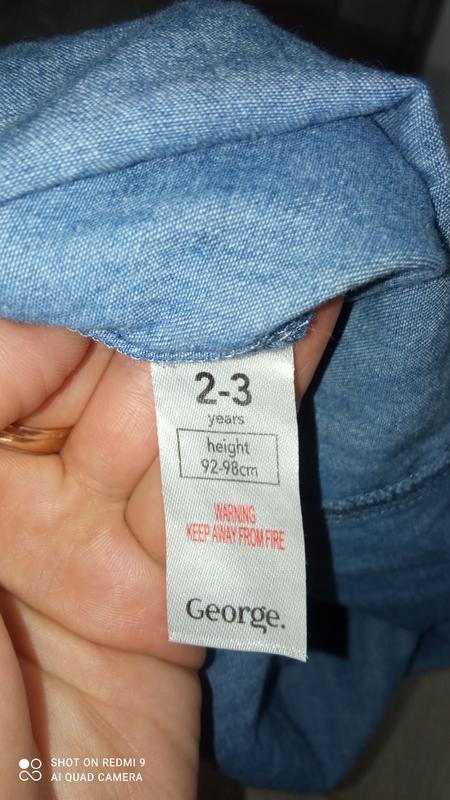 2-3
years
height
92-98cm
WARNING
KEEP AWAY FROM FIRE
George.
SHOT ON REDMI 9
AI QUAD CAMERA